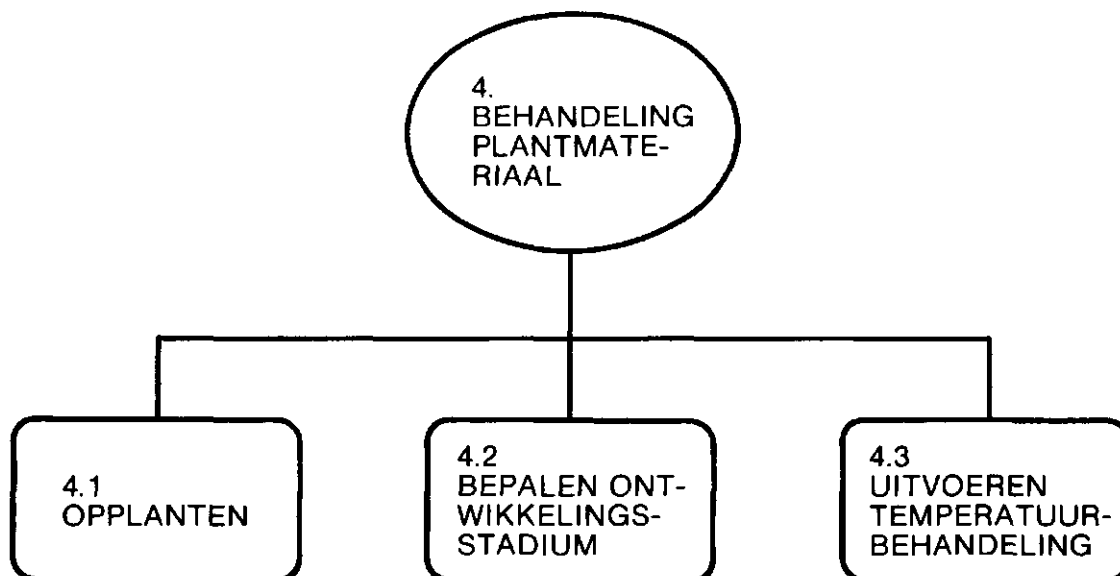 4.
BEHANDELING
PLANTMATE-
RIAAL
4.1
OPPLANTEN
4.2
BEPALEN ONT-
WIKKELINGS-
STADIUM
4.3
UITVOEREN
TEMPERATUUR-
BEHANDELING